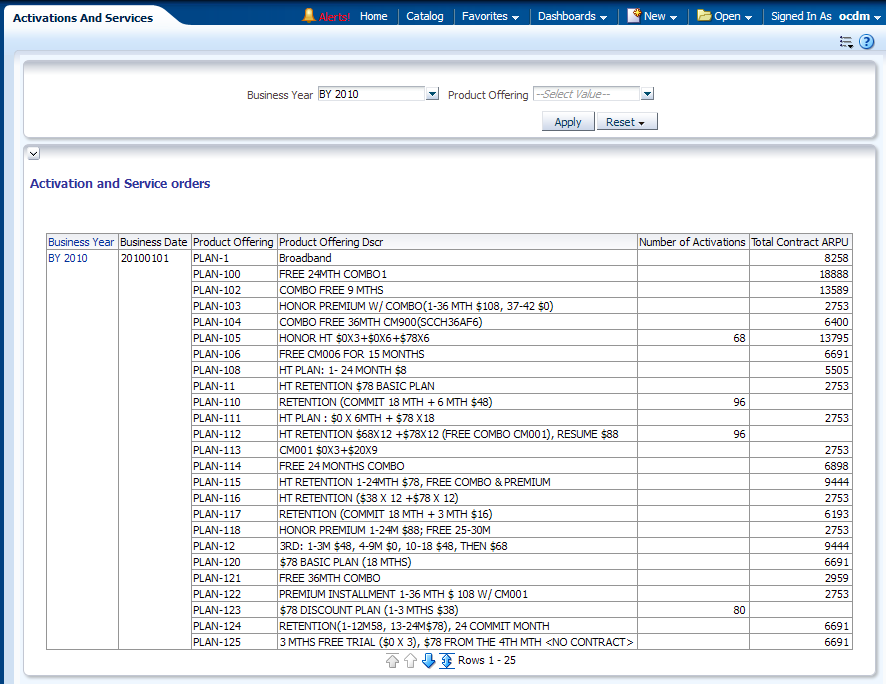 Activations And Services
Alerts! Home Catalog Favorites Dashboards New Open Signed In As ocdm
Business Year BY 2010 Product Offering --Select Value--
Apply Reset
Activation and Service orders
Business Year Business Date Product Offering Product Offering Dscr Number of Activations Total Contract ARPU
BY 2010 20100101 PLAN-1 Broadband 8258
PLAN-100 FREE 24MTH COMBO1 18888
PLAN-102 COMBO FREE 9 MTHS 13589
PLAN-103 HONOR PREMIUM W/ COMBO(1-36 MTH $108, 37-42 $0) 2753
PLAN-104 COMBO FREE 36MTH CM900(SCCH36AF6) 6400
PLAN-105 HONOR HT $0X3+$0X6+$78X6 68 13795
PLAN-106 FREE CM006 FOR 15 MONTHS 6691
PLAN-108 HT PLAN: 1- 24 MONTH $8 5505
PLAN-11 HT RETENTION $78 BASIC PLAN 2753
PLAN-110 RETENTION (COMMIT 18 MTH + 6 MTH $48) 96
PLAN-111 HT PLAN : $0 X 6MTH + $78 X18 2753
PLAN-112 HT RETENTION $68X12 +$78X12 (FREE COMBO CM001), RESUME $88 96
PLAN-113 CM001 $0X3+$20X9 2753
PLAN-114 FREE 24 MONTHS COMBO 6898
PLAN-115 HT RETENTION 1-24MTH $78, FREE COMBO & PREMIUM 9444
PLAN-116 HT RETENTION ($38 X 12 +$78 X 12) 2753
PLAN-117 RETENTION (COMMIT 18 MTH + 3 MTH $16) 6193
PLAN-118 HONOR PREMIUM 1-24M $88; FREE 25-30M 2753
PLAN-12 3RD: 1-3M $48, 4-9M $0, 10-18 $48, THEN $68 9444
PLAN-120 $78 BASIC PLAN (18 MTHS) 6691
PLAN-121 FREE 36MTH COMBO 2959
PLAN-122 PREMIUM INSTALLMENT 1-36 MTH $ 108 W/ CM001 2753
PLAN-123 $78 DISCOUNT PLAN (1-3 MTHS $38) 80
PLAN-124 RETENTION(1-12M58, 13-24M$78), 24 COMMIT MONTH 6691
PLAN-125 3 MTHS FREE TRIAL ($0 X 3), $78 FROM THE 4TH MTH <NO CONTRACT> 6691
Rows 1 - 25